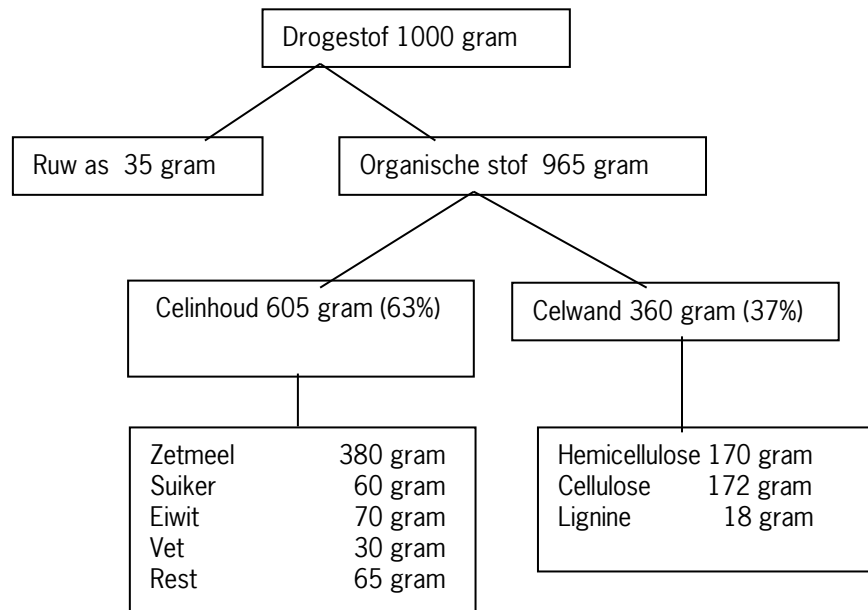 Drogestof 1000 gram
Ruw as 35 gram
Organische stof 965 gram
Celinhoud 605 gram (63%)
Celwand 360 gram (37%)
Zetmeel 380 gram
Suiker 60 gram
Eiwit 70 gram
Vet 30 gram
Rest 65 gram
Hemicellulose 170 gram
Cellulose 172 gram
Lignine 18 gram